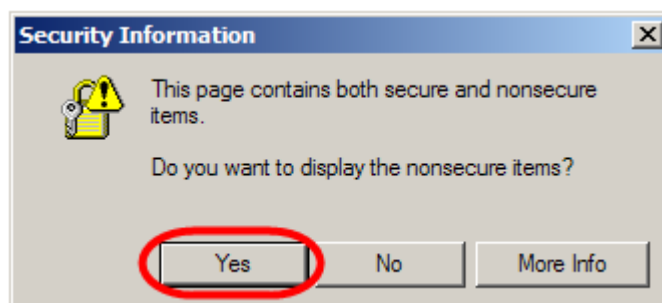 Security Information
This page contains both secure and nonsecure
items.
Do you want to display the nonsecure items?
Yes No More Info